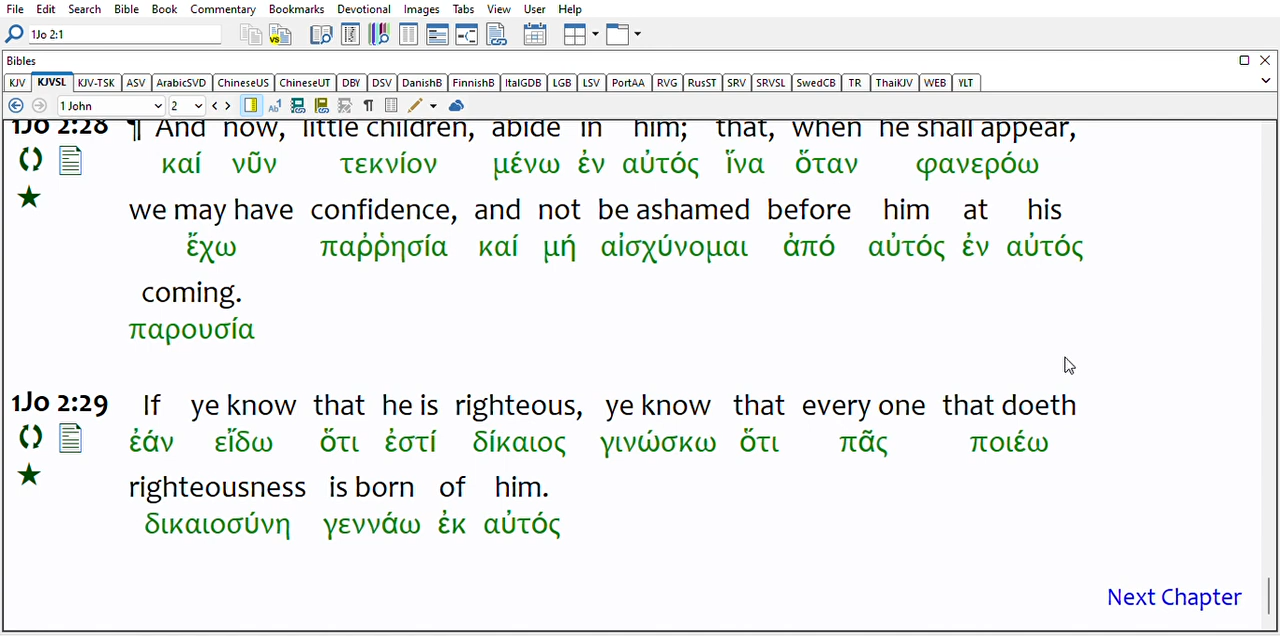 File Edit Search Bible Book Commentary Bookmarks Devotional Images Tabs View User Help
1Jo 2:1
Bibles
KJV KJVSL KJV-TSK ASV ArabicSVD ChineseUS ChineseUT DBY DSV DanishB FinnishB ItalGDB LGB LSV PortAA RVG RusST SRV SRVSL SwedCB TR ThaiKJV WEB YLT
1 John 2
1Jo 2:28 ¶ And now, little children, abide in him; that, when he shall appear,
καί νῦν τεκνίον μένω ἐν αὐτός ἵνα ὅταν φανερόω
we may have confidence, and not be ashamed before him at his
ἔχω παῤῥησία καί μή αἰσχύνομαι ἀπό αὐτός ἐν αὐτός
coming.
παρουσία
1Jo 2:29 If ye know that he is righteous, ye know that every one that doeth
ἐάν εἴδω ὅτι ἐστί δίκαιος γινώσκω ὅτι πᾶς ποιέω
righteousness is born of him.
δικαιοσύνη γεννάω ἐκ αὐτός
Next Chapter